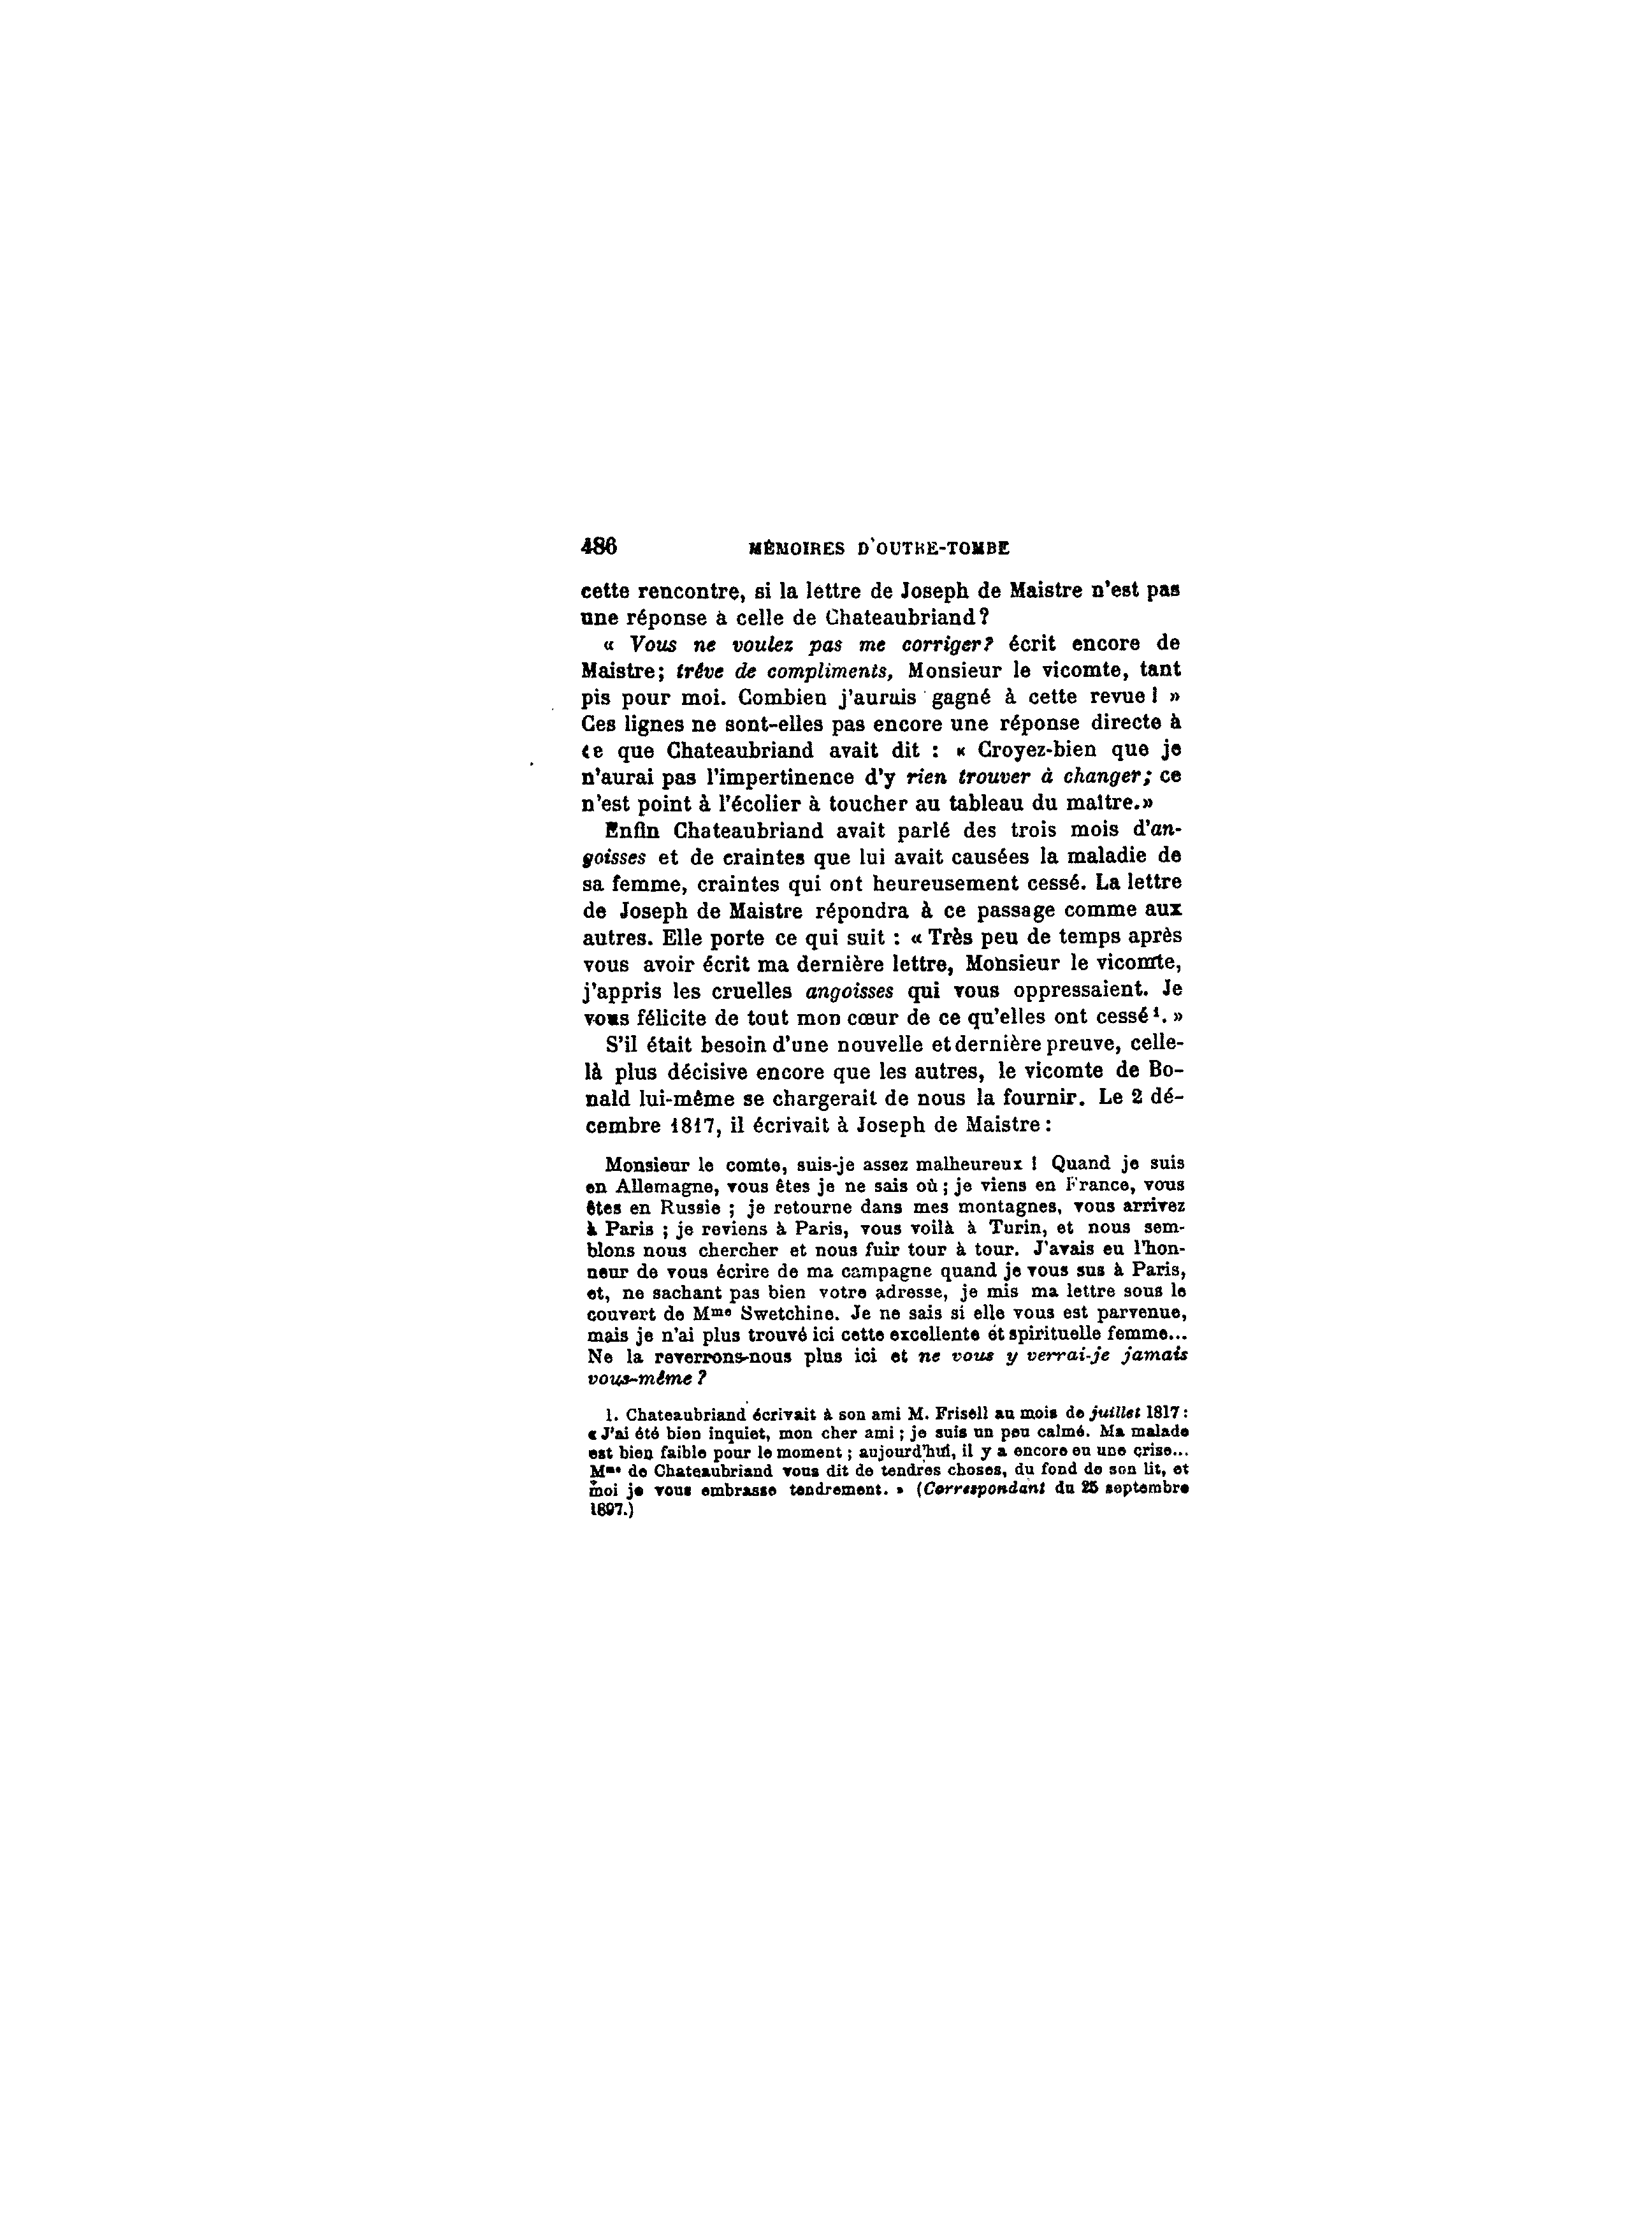 486 MÉMOIRES D'OUTRE-TOMBE
cette rencontre, si la lettre de Joseph de Maistre n'est pas
une réponse à celle de Chateaubriand?
« Vous ne voulez pas me corriger? écrit encore de
Maistre; trêve de compliments, Monsieur le vicomte, tant
pis pour moi. Combien j'aurais gagné à cette revue! »
Ces lignes ne sont-elles pas encore une réponse directe à
ce que Chateaubriand avait dit : « Croyez-bien que je
n'aurai pas l'impertinence d'y rien trouver à changer; ce
n'est point à l'écolier à toucher au tableau du maître.»
Enfin Chateaubriand avait parlé des trois mois d'an-
goisses et de craintes que lui avait causées la maladie de
sa femme, craintes qui ont heureusement cessé. La lettre
de Joseph de Maistre répondra à ce passage comme aux
autres. Elle porte ce qui suit : « Très peu de temps après
vous avoir écrit ma dernière lettre, Monsieur le vicomte,
j'appris les cruelles angoisses qui vous oppressaient. Je
vous félicite de tout mon cœur de ce qu'elles ont cessé¹. »
S'il était besoin d'une nouvelle et dernière preuve, celle-
là plus décisive encore que les autres, le vicomte de Bo-
nald lui-même se chargerait de nous la fournir. Le 2 dé-
cembre 1817, il écrivait à Joseph de Maistre :
Monsieur le comte, suis-je assez malheureux ! Quand je suis
en Allemagne, vous êtes je ne sais où ; je viens en France, vous
êtes en Russie ; je retourne dans mes montagnes, vous arrivez
à Paris ; je reviens à Paris, vous voilà à Turin, et nous sem-
blons nous chercher et nous fuir tour à tour. J'avais eu l'hon-
neur de vous écrire de ma campagne quand je vous sus à Paris,
et, ne sachant pas bien votre adresse, je mis ma lettre sous le
couvert de Mme Swetchine. Je ne sais si elle vous est parvenue,
mais je n'ai plus trouvé ici cette excellente et spirituelle femme...
Ne la reverrons-nous plus ici et ne vous y verrai-je jamais
vous-même ?
1. Chateaubriand écrivait à son ami M. Frisell au mois de juillet 1817 :
« J'ai été bien inquiet, mon cher ami ; je suis un peu calmé. Ma malade
est bien faible pour le moment ; aujourd'hui, il y a encore eu une crise...
Mme de Chateaubriand vous dit de tendres choses, du fond de son lit, et
moi je vous embrasse tendrement. » (Correspondant du 25 septembre
1897.)